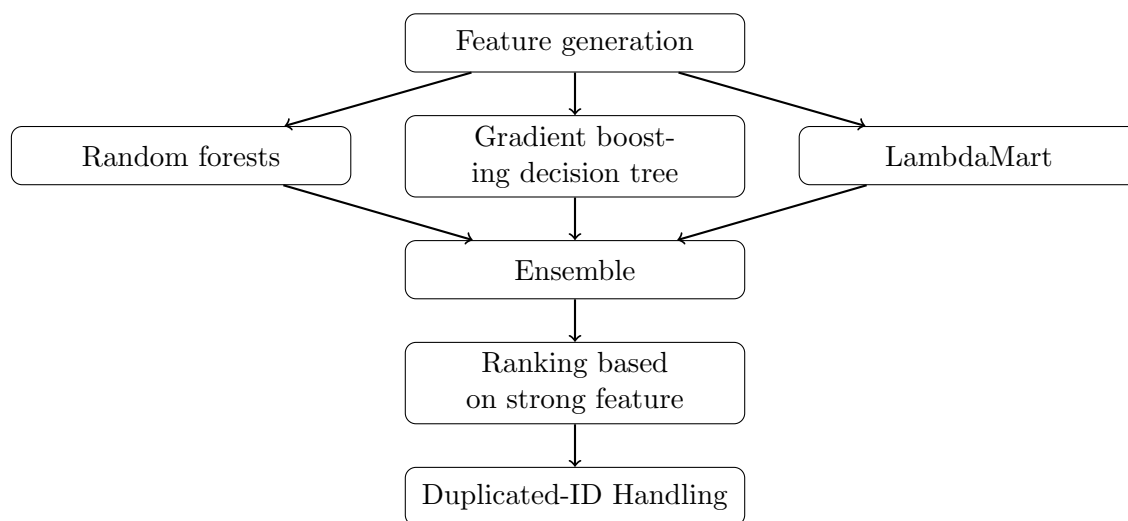 Feature generation
Random forests
Gradient boost-
ing decision tree
LambdaMart
Ensemble
Ranking based
on strong feature
Duplicated-ID Handling